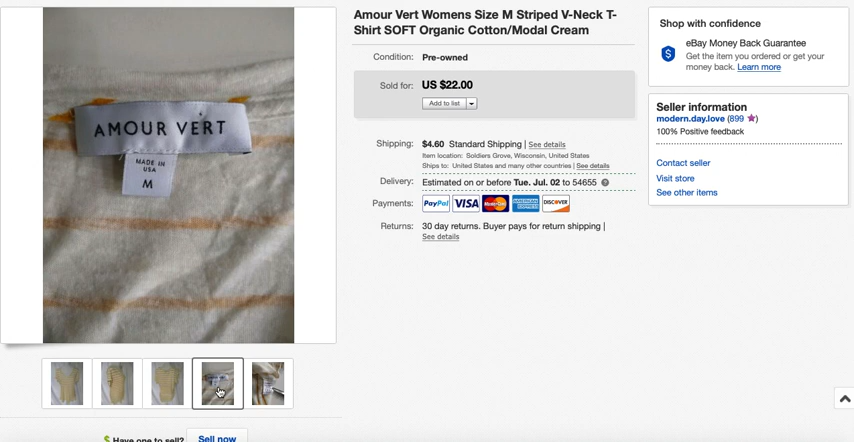 AMOUR VERT
MADE IN
USA
M
Amour Vert Womens Size M Striped V-Neck T-
Shirt SOFT Organic Cotton/Modal Cream
Condition: Pre-owned
Sold for: US $22.00
Add to list
Shipping: $4.60 Standard Shipping | See details
Item location: Soldiers Grove, Wisconsin, United States
Ships to: United States and many other countries | See details
Delivery: Estimated on or before Tue. Jul. 02 to 54655
Payments: PayPal VISA MasterCard AMERICAN EXPRESS DISCOVER
Returns: 30 day returns. Buyer pays for return shipping |
See details
Shop with confidence
eBay Money Back Guarantee
Get the item you ordered or get your
money back. Learn more
Seller information
modern.day.love (899 )
100% Positive feedback
Contact seller
Visit store
See other items
$ Have one to sell? Sell now